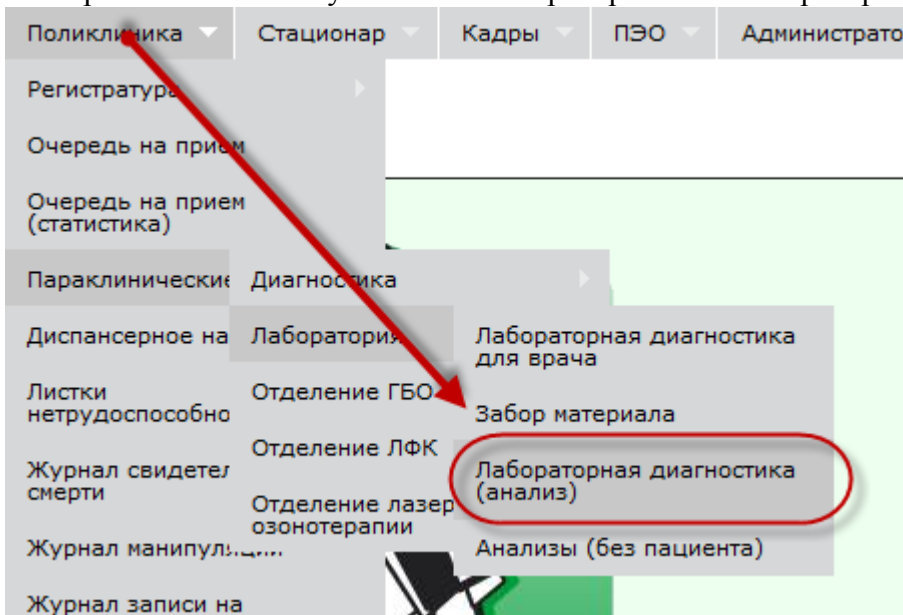 Поликлиника Стационар Кадры ПЭО Администрато
Регистратура
Очередь на прием
Очередь на прием
(статистика)
Параклинические
Диспансерное на
Листки
нетрудоспособно
Журнал свидетел
смерти
Журнал манипуляции
Журнал записи на
Диагностика
Лаборатория
Отделение ГБО
Отделение ЛФК
Отделение лазер
озонотерапии
Лабораторная диагностика
для врача
Забор материала
Лабораторная диагностика
(анализ)
Анализы (без пациента)